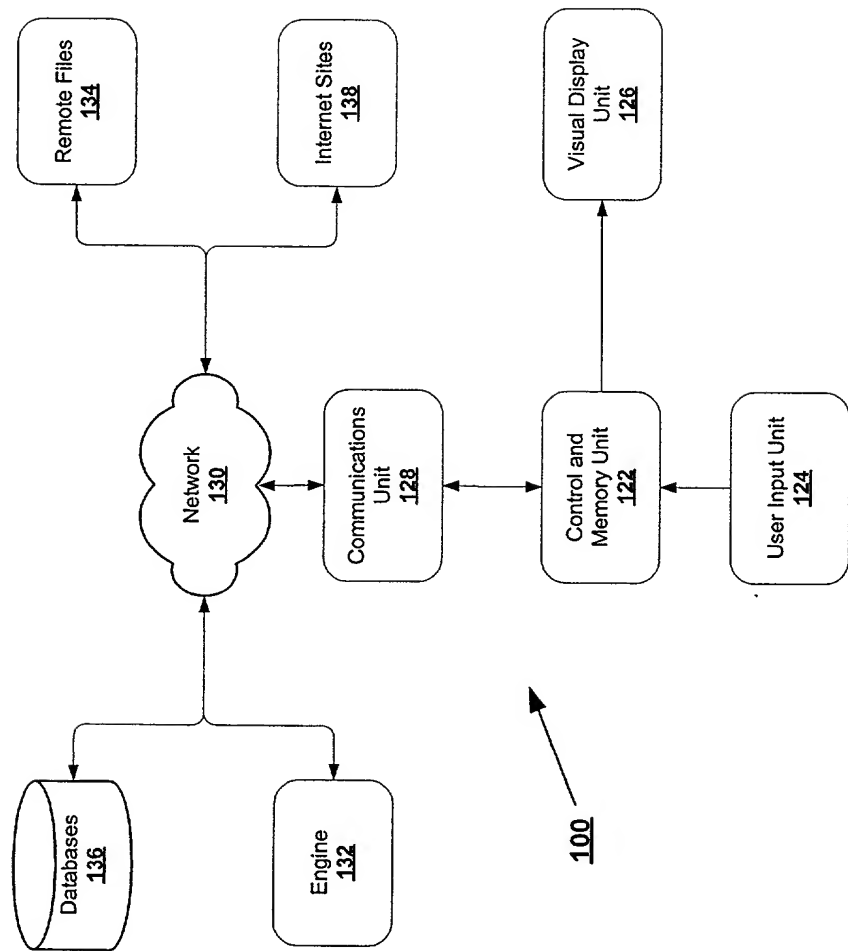 Databases
136
Engine
132
Network
130
Remote Files
134
Internet Sites
138
Communications
Unit
128
Control and
Memory Unit
122
User Input Unit
124
Visual Display
Unit
126
100